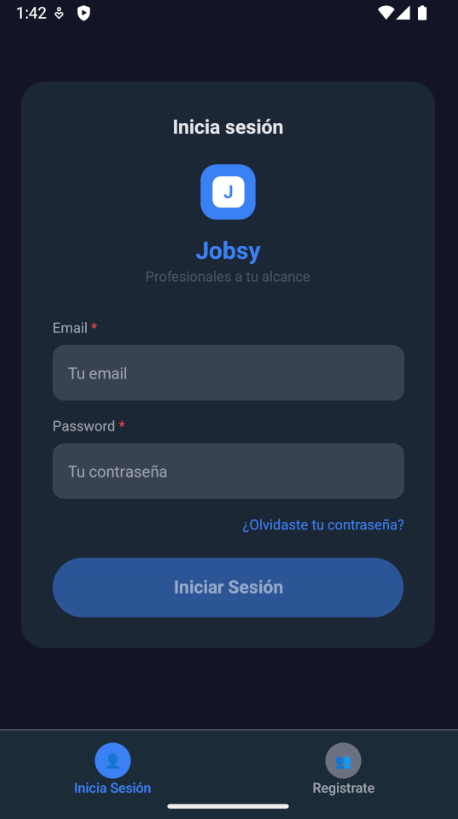 1:42
Inicia sesión
J
Jobsy
Profesionales a tu alcance
Email *
Tu email
Password *
Tu contraseña
¿Olvidaste tu contraseña?
Iniciar Sesión
Inicia Sesión
Registrate